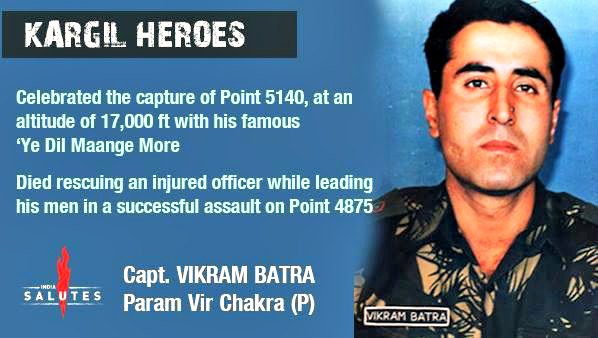 KARGIL HEROES
Celebrated the capture of Point 5140, at an
altitude of 17,000 ft with his famous
‘Ye Dil Maange More
Died rescuing an injured officer while leading
his men in a successful assault on Point 4875
INDIA
SALUTES
Capt. VIKRAM BATRA
Param Vir Chakra (P)
VIKRAM BATRA